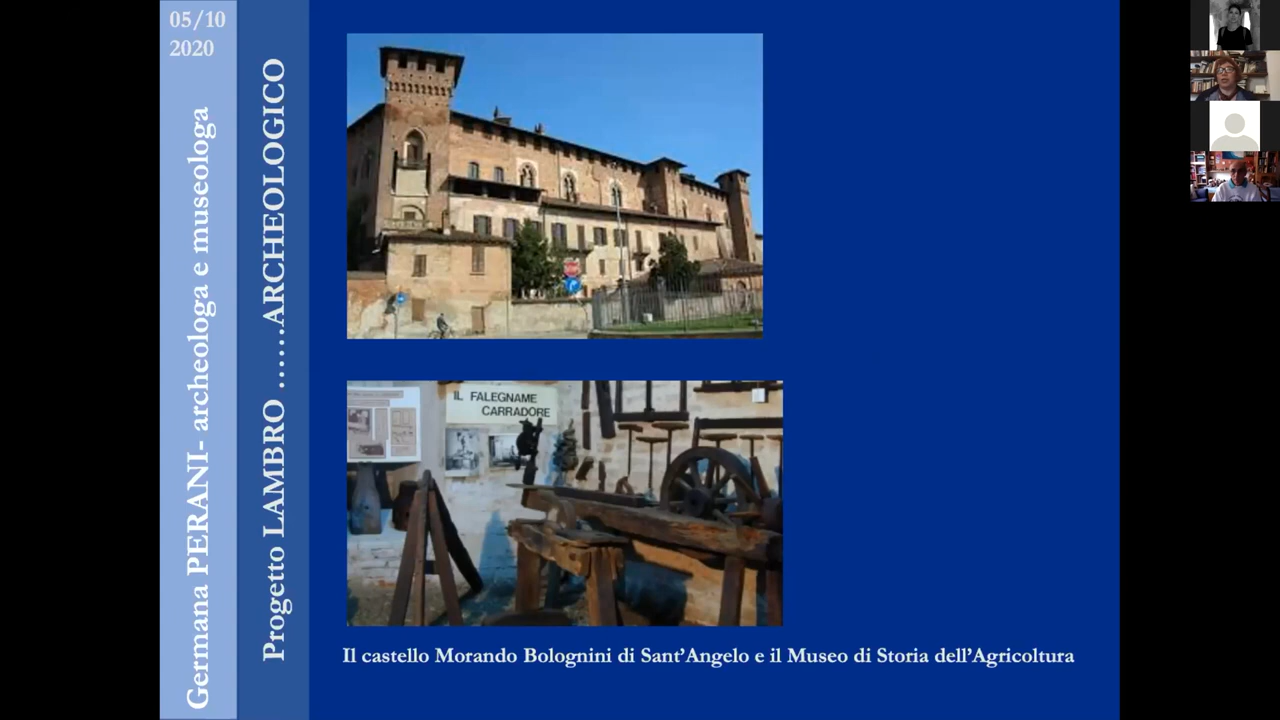 05/10
2020
Germana PERANI- archeologa e museologa
Progetto LAMBRO ......ARCHEOLOGICO
IL FALEGNAME
CARRADORE
Il castello Morando Bolognini di Sant’Angelo e il Museo di Storia dell’Agricoltura